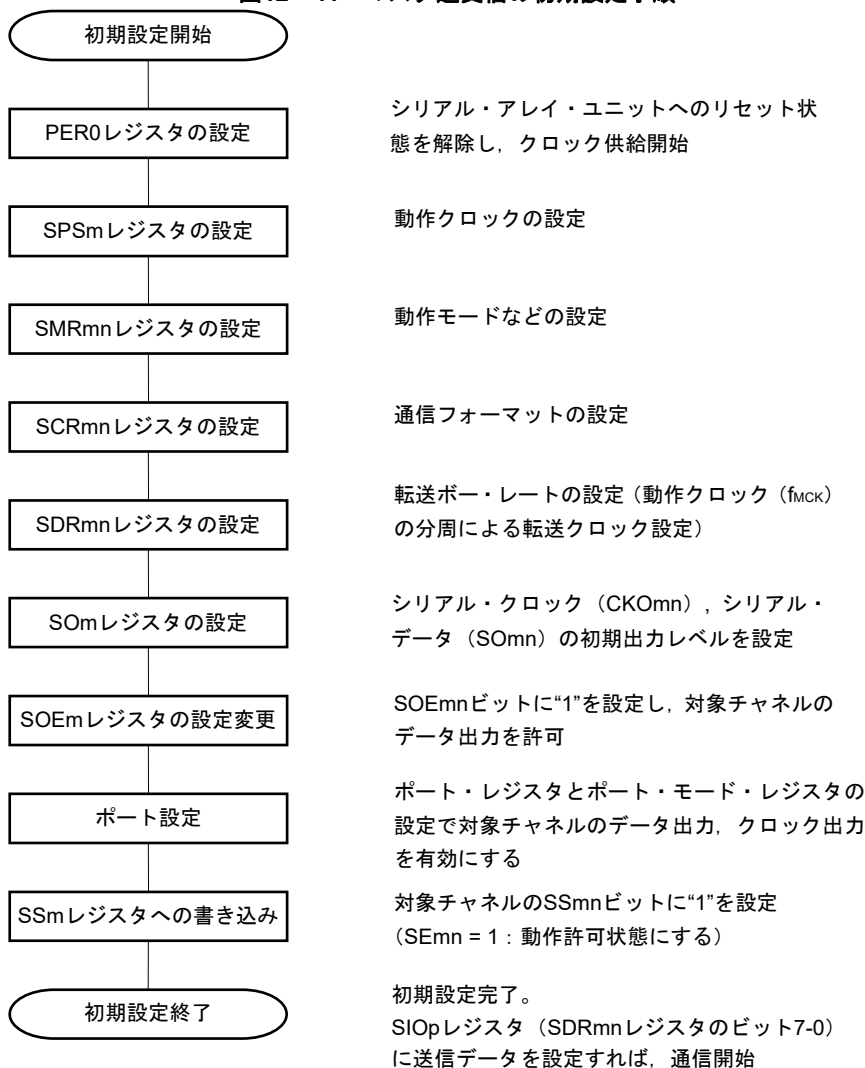 初期設定開始
PER0レジスタの設定
シリアル・アレイ・ユニットへのリセット状
態を解除し，クロック供給開始
SPSmレジスタの設定
動作クロックの設定
SMRmnレジスタの設定
動作モードなどの設定
SCRmnレジスタの設定
通信フォーマットの設定
SDRmnレジスタの設定
転送ボー・レートの設定（動作クロック（fMCK）
の分周による転送クロック設定）
SOmレジスタの設定
シリアル・クロック（CKOmn），シリアル・
データ（SOmn）の初期出力レベルを設定
SOEmレジスタの設定変更
SOEmnビットに“1”を設定し，対象チャネルの
データ出力を許可
ポート設定
ポート・レジスタとポート・モード・レジスタの
設定で対象チャネルのデータ出力，クロック出力
を有効にする
SSmレジスタへの書き込み
対象チャネルのSSmnビットに“1”を設定
（SEmn = 1：動作許可状態にする）
初期設定終了
初期設定完了。
SIOpレジスタ（SDRmnレジスタのビット7-0）
に送信データを設定すれば，通信開始